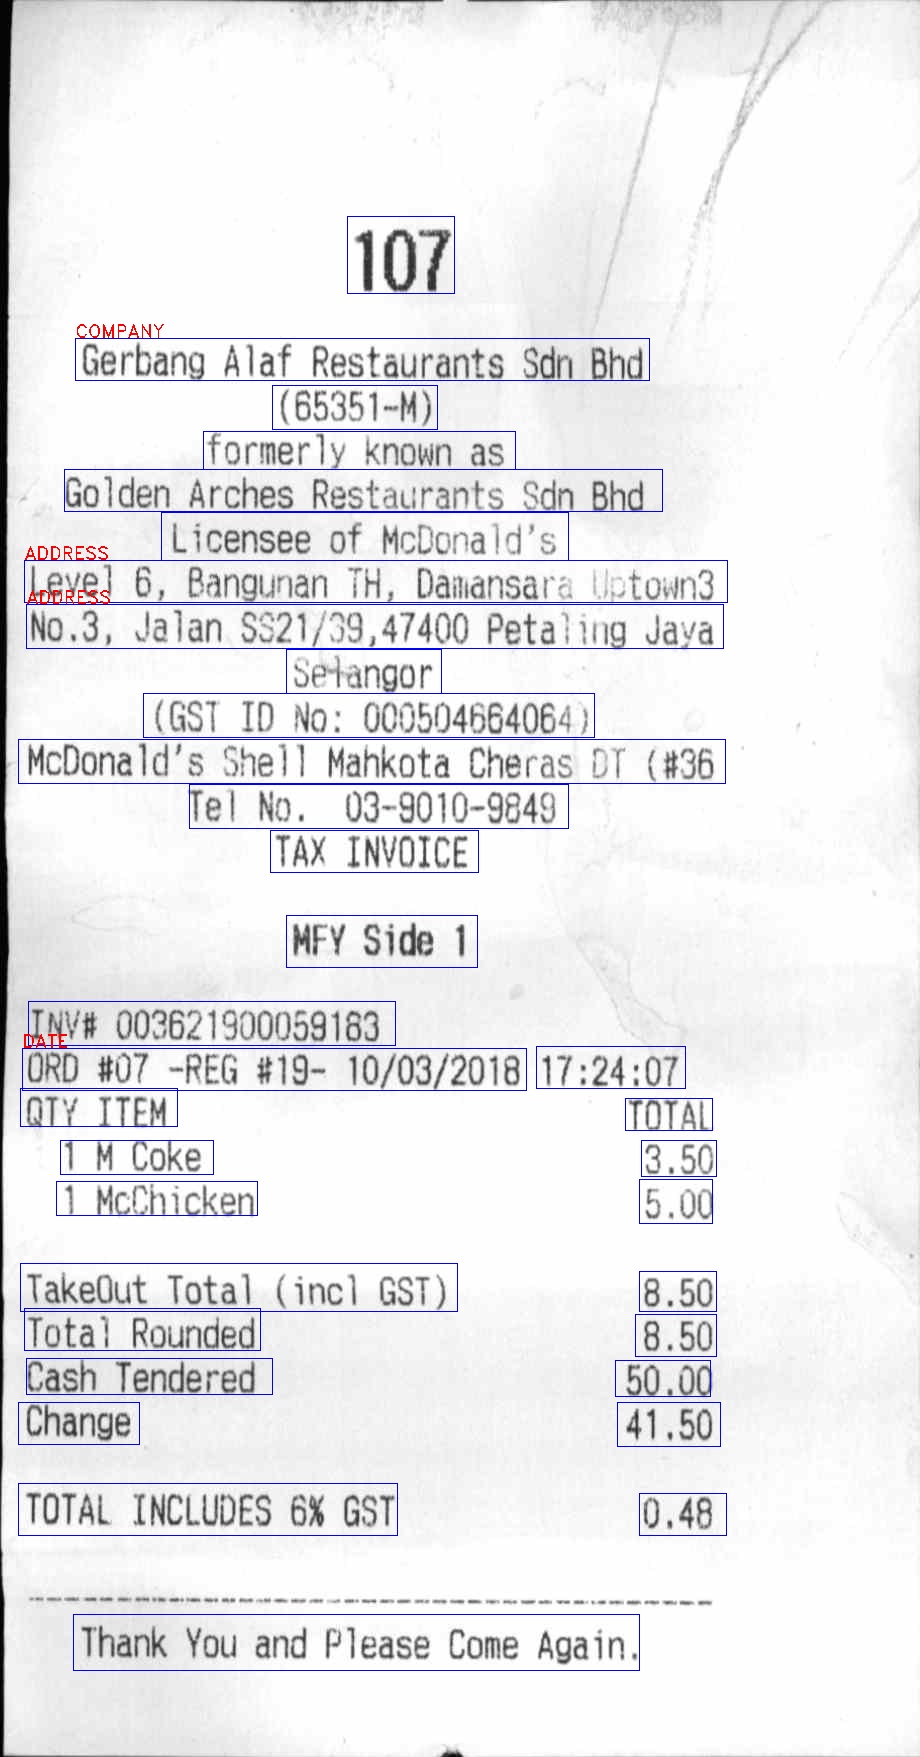 107
COMPANY
Gerbang Alaf Restaurants Sdn Bhd
(65351-M)
formerly known as
Golden Arches Restaurants Sdn Bhd
Licensee of McDonald's
ADDRESS
Level 6, Bangunan TH, Damansara Uptown3
ADDRESS
No.3, Jalan SS21/39,47400 Petaling Jaya
Selangor
(GST ID No: 000504664064)
McDonald's Shell Mahkota Cheras DT (#36
Tel No. 03-9010-9849
TAX INVOICE
MFY Side 1
INV# 003621900059183
DATE
ORD #07 -REG #19- 10/03/2018 17:24:07
QTY ITEM TOTAL
1 M Coke 3.50
1 McChicken 5.00
TakeOut Total (incl GST) 8.50
Total Rounded 8.50
Cash Tendered 50.00
Change 41.50
TOTAL INCLUDES 6% GST 0.48
Thank You and Please Come Again.